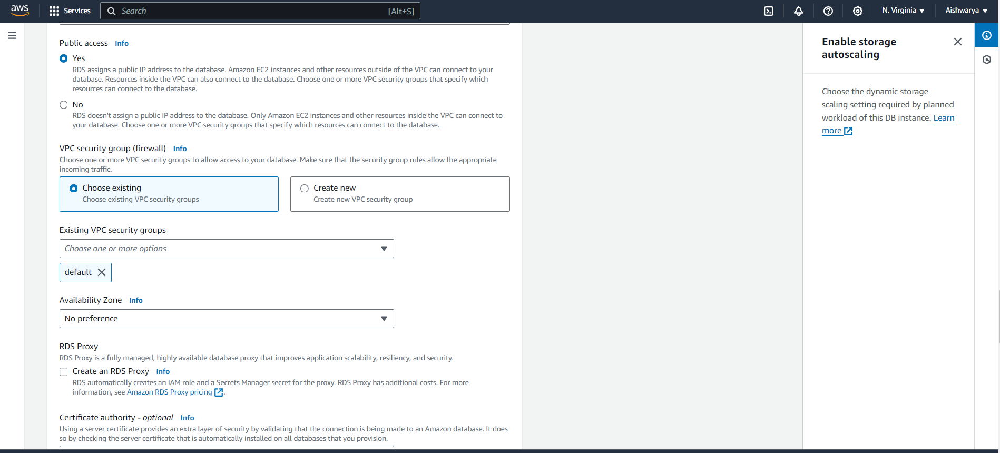 aws
Services
Search
[Alt+S]
N. Virginia
Aishwarya
Public access Info
Yes
RDS assigns a public IP address to the database. Amazon EC2 instances and other resources outside of the VPC can connect to your
database. Resources inside the VPC can also connect to the database. Choose one or more VPC security groups that specify which
resources can connect to the database.
No
RDS doesn't assign a public IP address to the database. Only Amazon EC2 instances and other resources inside the VPC can connect to
your database. Choose one or more VPC security groups that specify which resources can connect to the database.
VPC security group (firewall) Info
Choose one or more VPC security groups to allow access to your database. Make sure that the security group rules allow the appropriate
incoming traffic.
Choose existing
Choose existing VPC security groups
Create new
Create new VPC security group
Existing VPC security groups
Choose one or more options
default
Availability Zone Info
No preference
RDS Proxy
RDS Proxy is a fully managed, highly available database proxy that improves application scalability, resiliency, and security.
Create an RDS Proxy Info
RDS automatically creates an IAM role and a Secrets Manager secret for the proxy. RDS Proxy has additional costs. For more
information, see Amazon RDS Proxy pricing.
Certificate authority - optional Info
Using a server certificate provides an extra layer of security by validating that the connection is being made to an Amazon database. It does
so by checking the server certificate that is automatically installed on all databases that you provision.
Enable storage
autoscaling
Choose the dynamic storage
scaling setting required by planned
workload of this DB instance. Learn
more